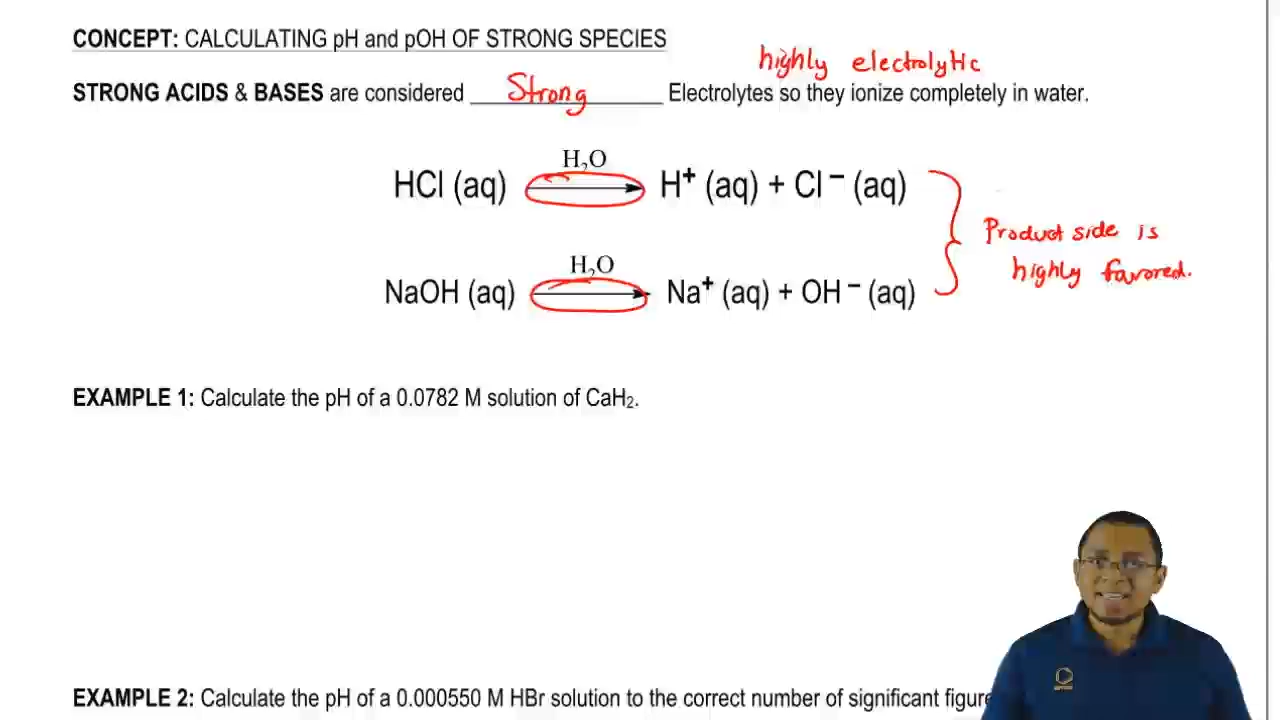 CONCEPT: CALCULATING pH and pOH OF STRONG SPECIES
highly electrolytic
STRONG ACIDS & BASES are considered Strong Electrolytes so they ionize completely in water.
H₂O
HCl (aq) → H⁺ (aq) + Cl⁻ (aq)
Product side is
highly favored.
H₂O
NaOH (aq) → Na⁺ (aq) + OH⁻ (aq)
EXAMPLE 1: Calculate the pH of a 0.0782 M solution of CaH₂.
EXAMPLE 2: Calculate the pH of a 0.000550 M HBr solution to the correct number of significant figure